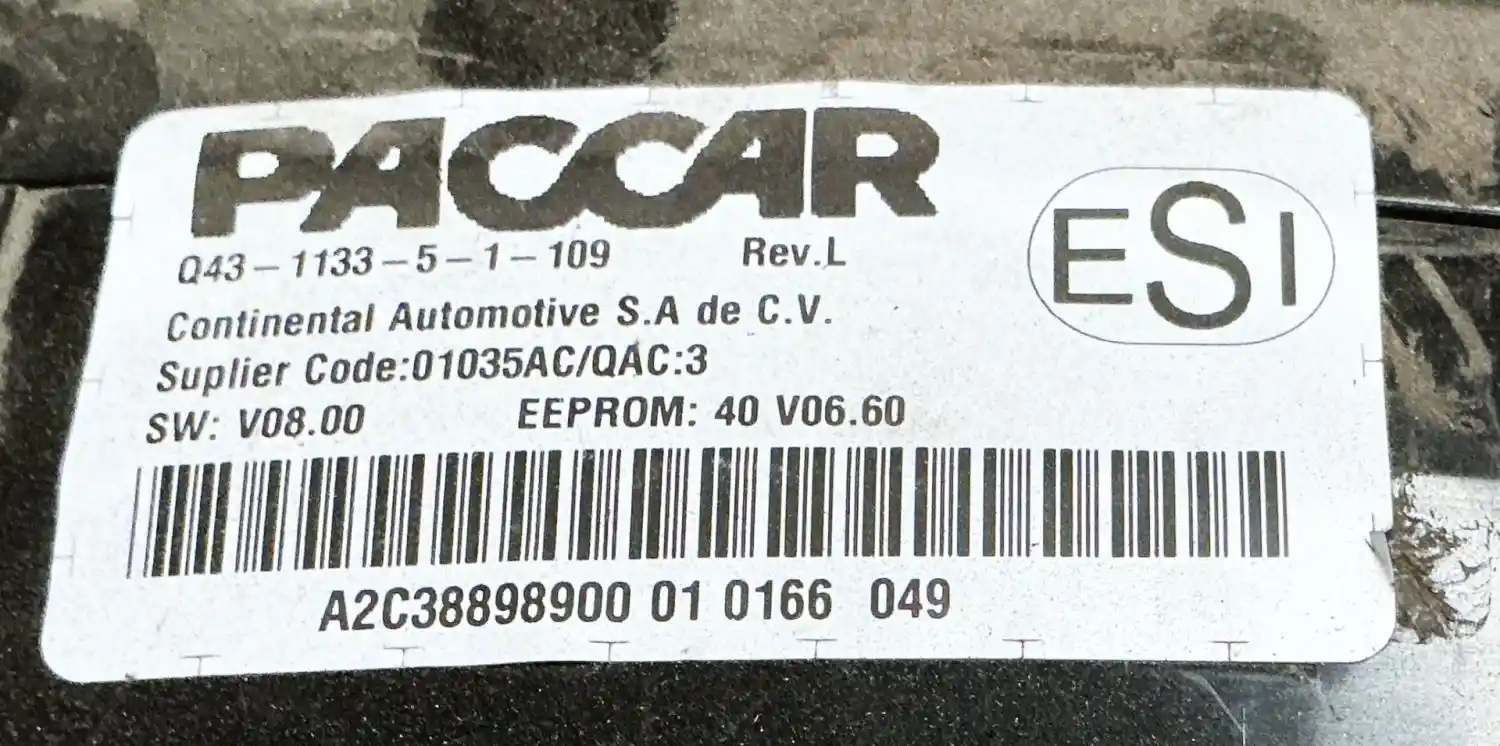 PACCAR
Q43-1133-5-1-109 Rev.L
ESI
Continental Automotive S.A de C.V.
Suplier Code:01035AC/QAC:3
SW: V08.00 EEPROM: 40 V06.60
A2C38898900 01 0166 049